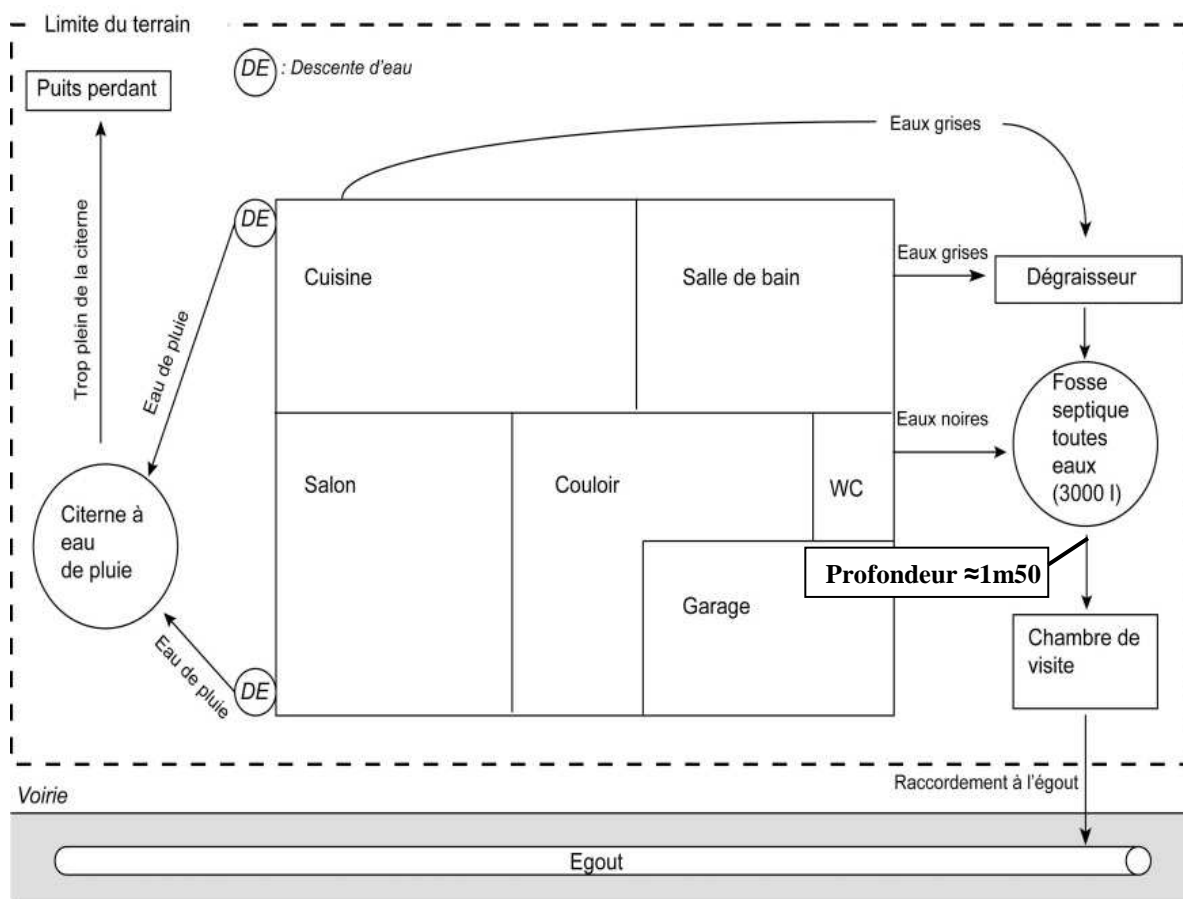 Limite du terrain
DE : Descente d'eau
Puits perdant
Eaux grises
Trop plein de la citerne
DE
Eau de pluie
Cuisine
Salle de bain
Eaux grises
Dégraisseur
Fosse
septique
toutes
eaux
(3000 l)
Eaux noires
Salon
Couloir
WC
Citerne à
eau
de pluie
Profondeur ≈1m50
Garage
Chambre de
visite
Eau de pluie
DE
Raccordement à l'égout
Voirie
Egout